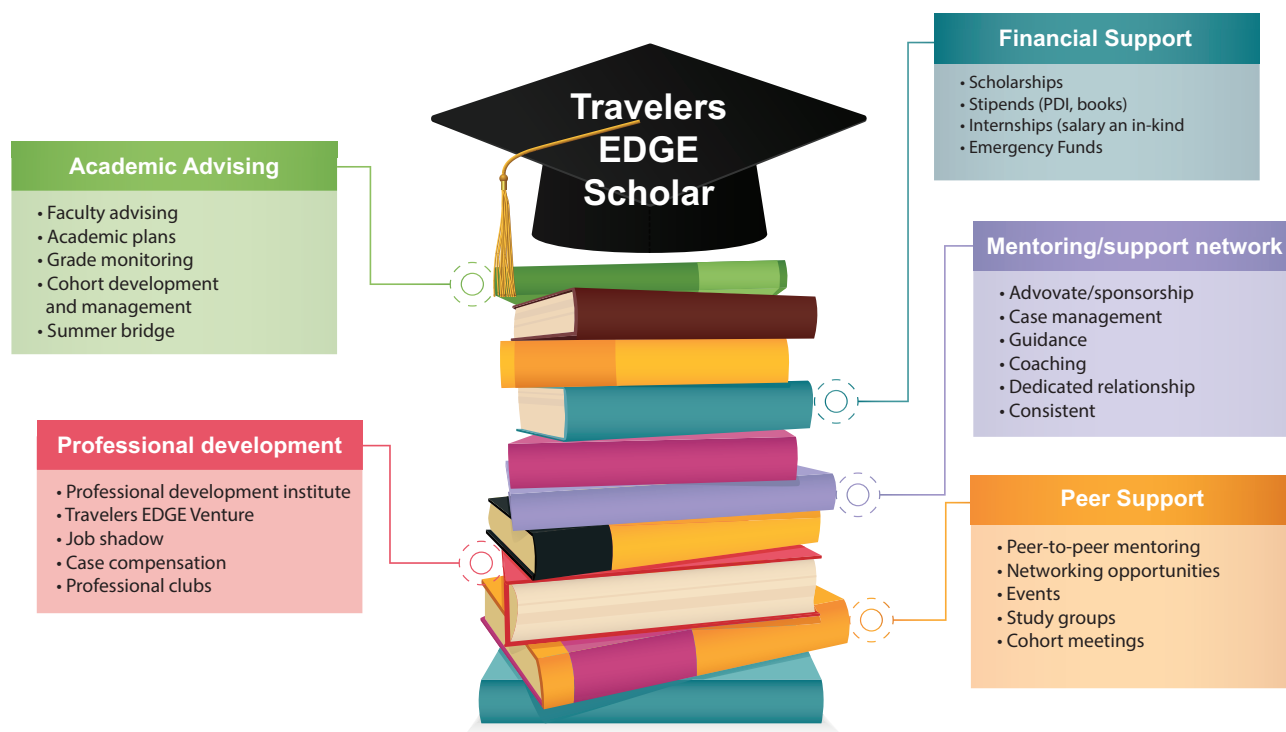 Travelers
EDGE
Scholar
Academic Advising
• Faculty advising
• Academic plans
• Grade monitoring
• Cohort development
and management
• Summer bridge
Professional development
• Professional development institute
• Travelers EDGE Venture
• Job shadow
• Case compensation
• Professional clubs
Financial Support
• Scholarships
• Stipends (PDI, books)
• Internships (salary an in-kind
• Emergency Funds
Mentoring/support network
• Advovate/sponsorship
• Case management
• Guidance
• Coaching
• Dedicated relationship
• Consistent
Peer Support
• Peer-to-peer mentoring
• Networking opportunities
• Events
• Study groups
• Cohort meetings